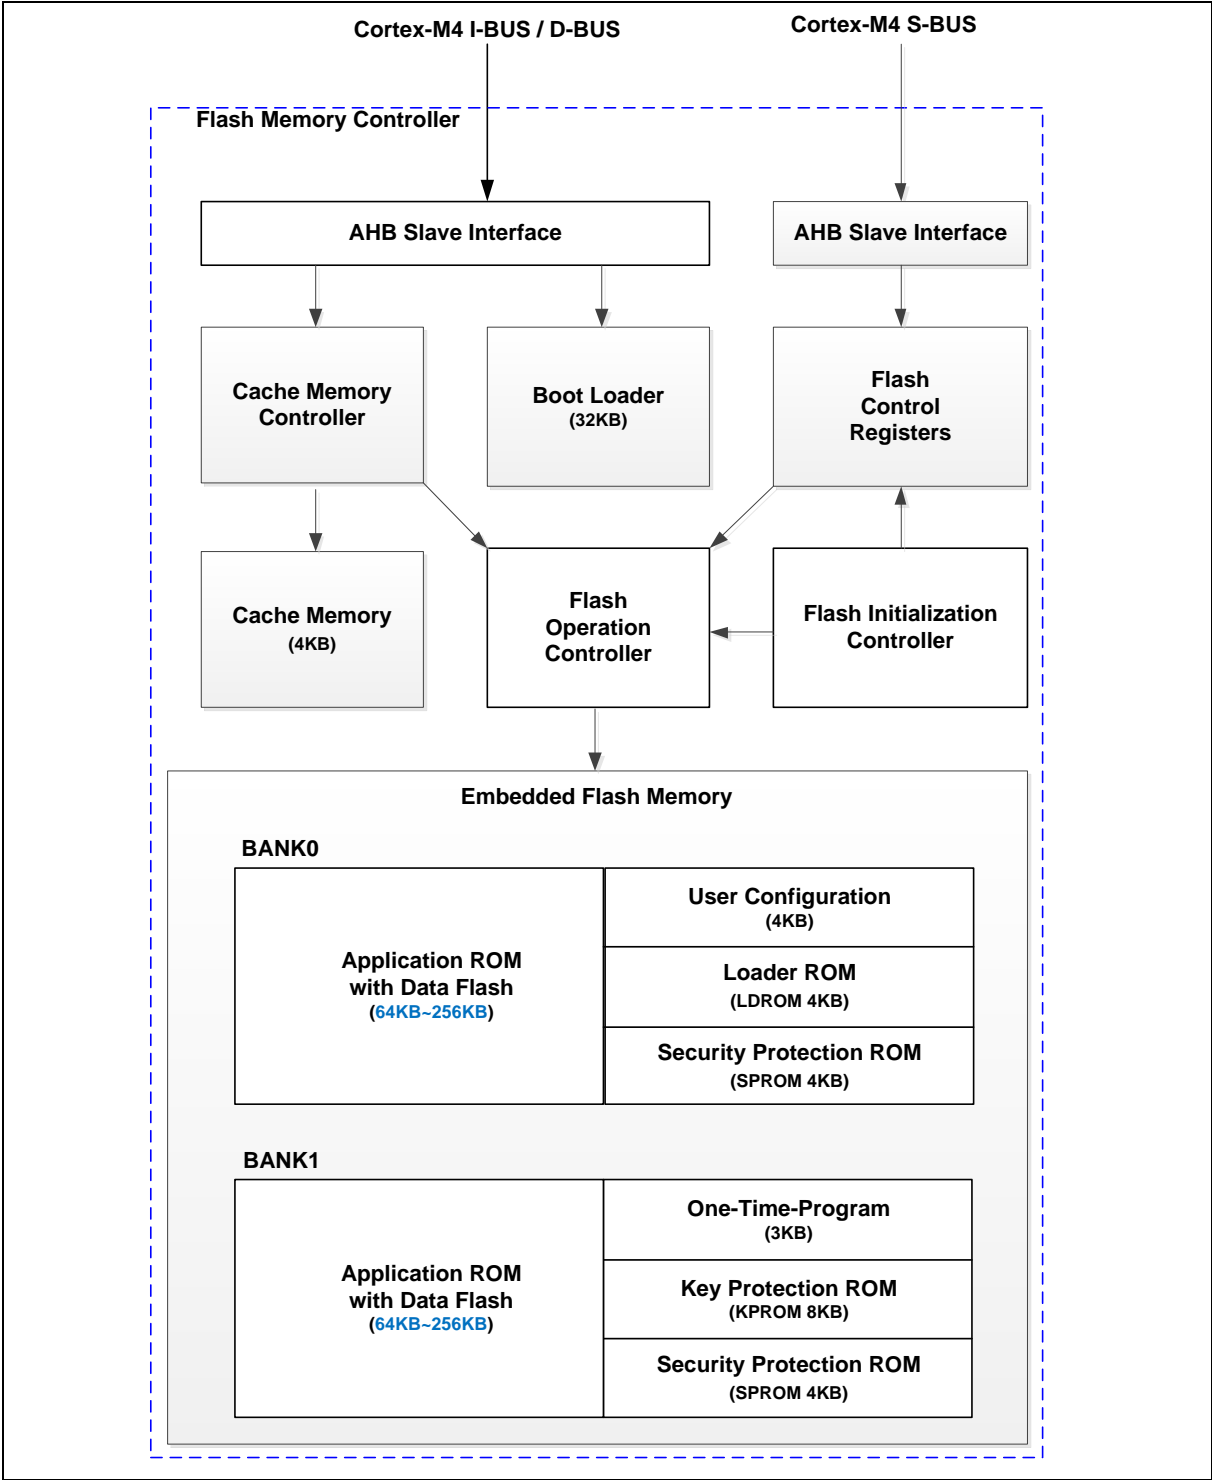 Cortex-M4 I-BUS / D-BUS
Cortex-M4 S-BUS
Flash Memory Controller
AHB Slave Interface
AHB Slave Interface
Cache Memory
Controller
Boot Loader
(32KB)
Flash
Control
Registers
Cache Memory
(4KB)
Flash
Operation
Controller
Flash Initialization
Controller
Embedded Flash Memory
BANK0
Application ROM
with Data Flash
(64KB~256KB)
User Configuration
(4KB)
Loader ROM
(LDROM 4KB)
Security Protection ROM
(SPROM 4KB)
BANK1
Application ROM
with Data Flash
(64KB~256KB)
One-Time-Program
(3KB)
Key Protection ROM
(KPROM 8KB)
Security Protection ROM
(SPROM 4KB)